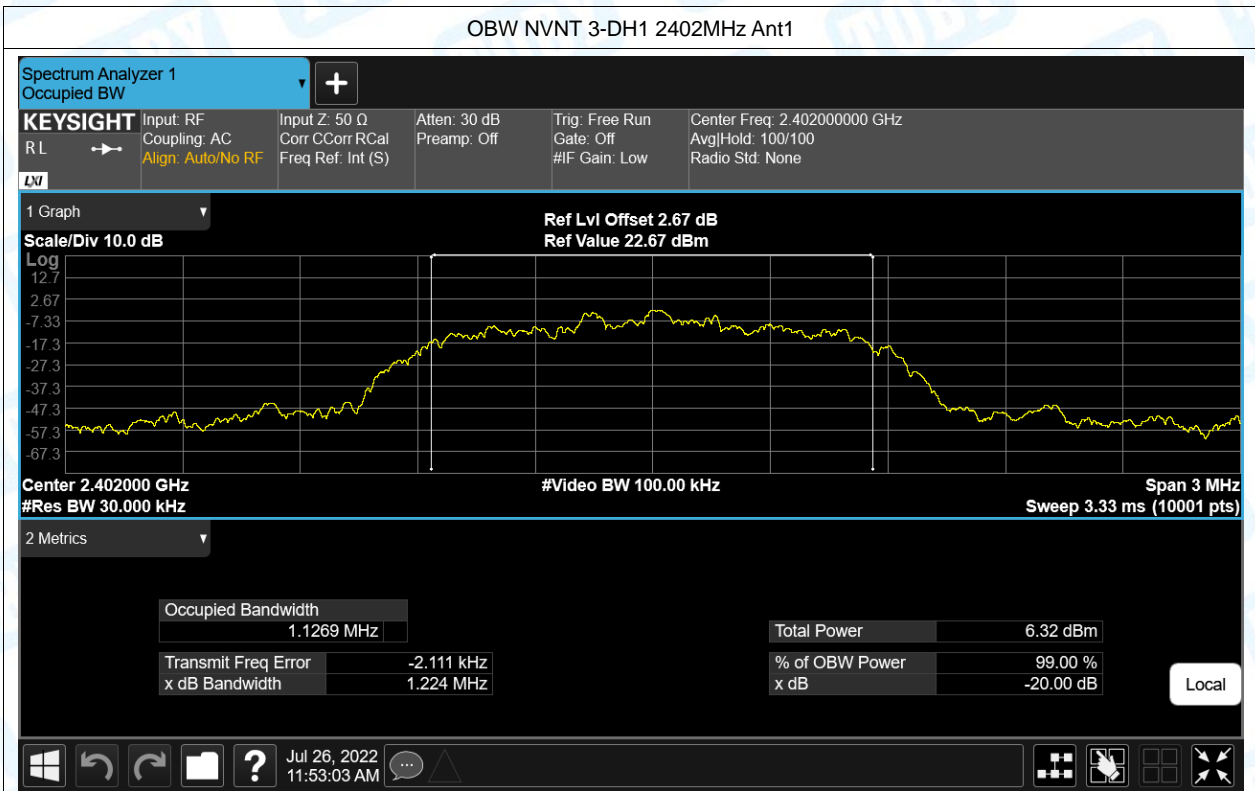 OBW NVNT 3-DH1 2402MHz Ant1
Spectrum Analyzer 1
Occupied BW
KEYSIGHT
R L
LXI
Input: RF
Coupling: AC
Align: Auto/No RF
Input Z: 50 Ω
Corr CCorr RCal
Freq Ref: Int (S)
Atten: 30 dB
Preamp: Off
Trig: Free Run
Gate: Off
#IF Gain: Low
Center Freq: 2.402000000 GHz
Avg|Hold: 100/100
Radio Std: None
1 Graph
Ref Lvl Offset 2.67 dB
Scale/Div 10.0 dB
Ref Value 22.67 dBm
Log
12.7
2.67
-7.33
-17.3
-27.3
-37.3
-47.3
-57.3
-67.3
Center 2.402000 GHz
#Video BW 100.00 kHz
Span 3 MHz
#Res BW 30.000 kHz
Sweep 3.33 ms (10001 pts)
2 Metrics
Occupied Bandwidth
1.1269 MHz
Total Power 6.32 dBm
Transmit Freq Error -2.111 kHz
% of OBW Power 99.00 %
x dB Bandwidth 1.224 MHz
x dB -20.00 dB
Local
?
Jul 26, 2022
11:53:03 AM